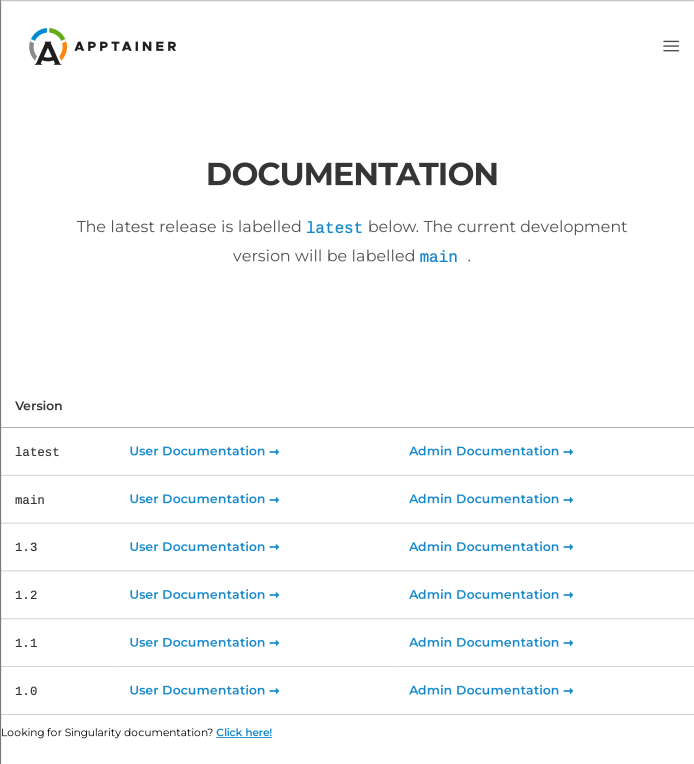 APPTAINER
DOCUMENTATION
The latest release is labelled latest below. The current development
version will be labelled main .
Version
latest User Documentation → Admin Documentation →
main User Documentation → Admin Documentation →
1.3 User Documentation → Admin Documentation →
1.2 User Documentation → Admin Documentation →
1.1 User Documentation → Admin Documentation →
1.0 User Documentation → Admin Documentation →
Looking for Singularity documentation? Click here!